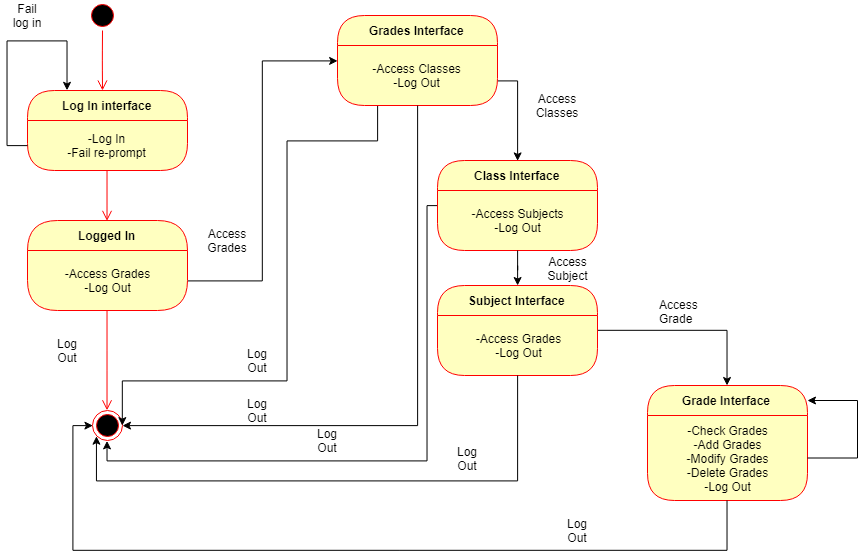 Fail
log in
Log In interface
-Log In
-Fail re-prompt
Logged In
-Access Grades
-Log Out
Access
Grades
Grades Interface
-Access Classes
-Log Out
Access
Classes
Class Interface
-Access Subjects
-Log Out
Access
Subject
Subject Interface
-Access Grades
-Log Out
Access
Grade
Grade Interface
-Check Grades
-Add Grades
-Modify Grades
-Delete Grades
-Log Out
Log
Out
Log
Out
Log
Out
Log
Out
Log
Out
Log
Out